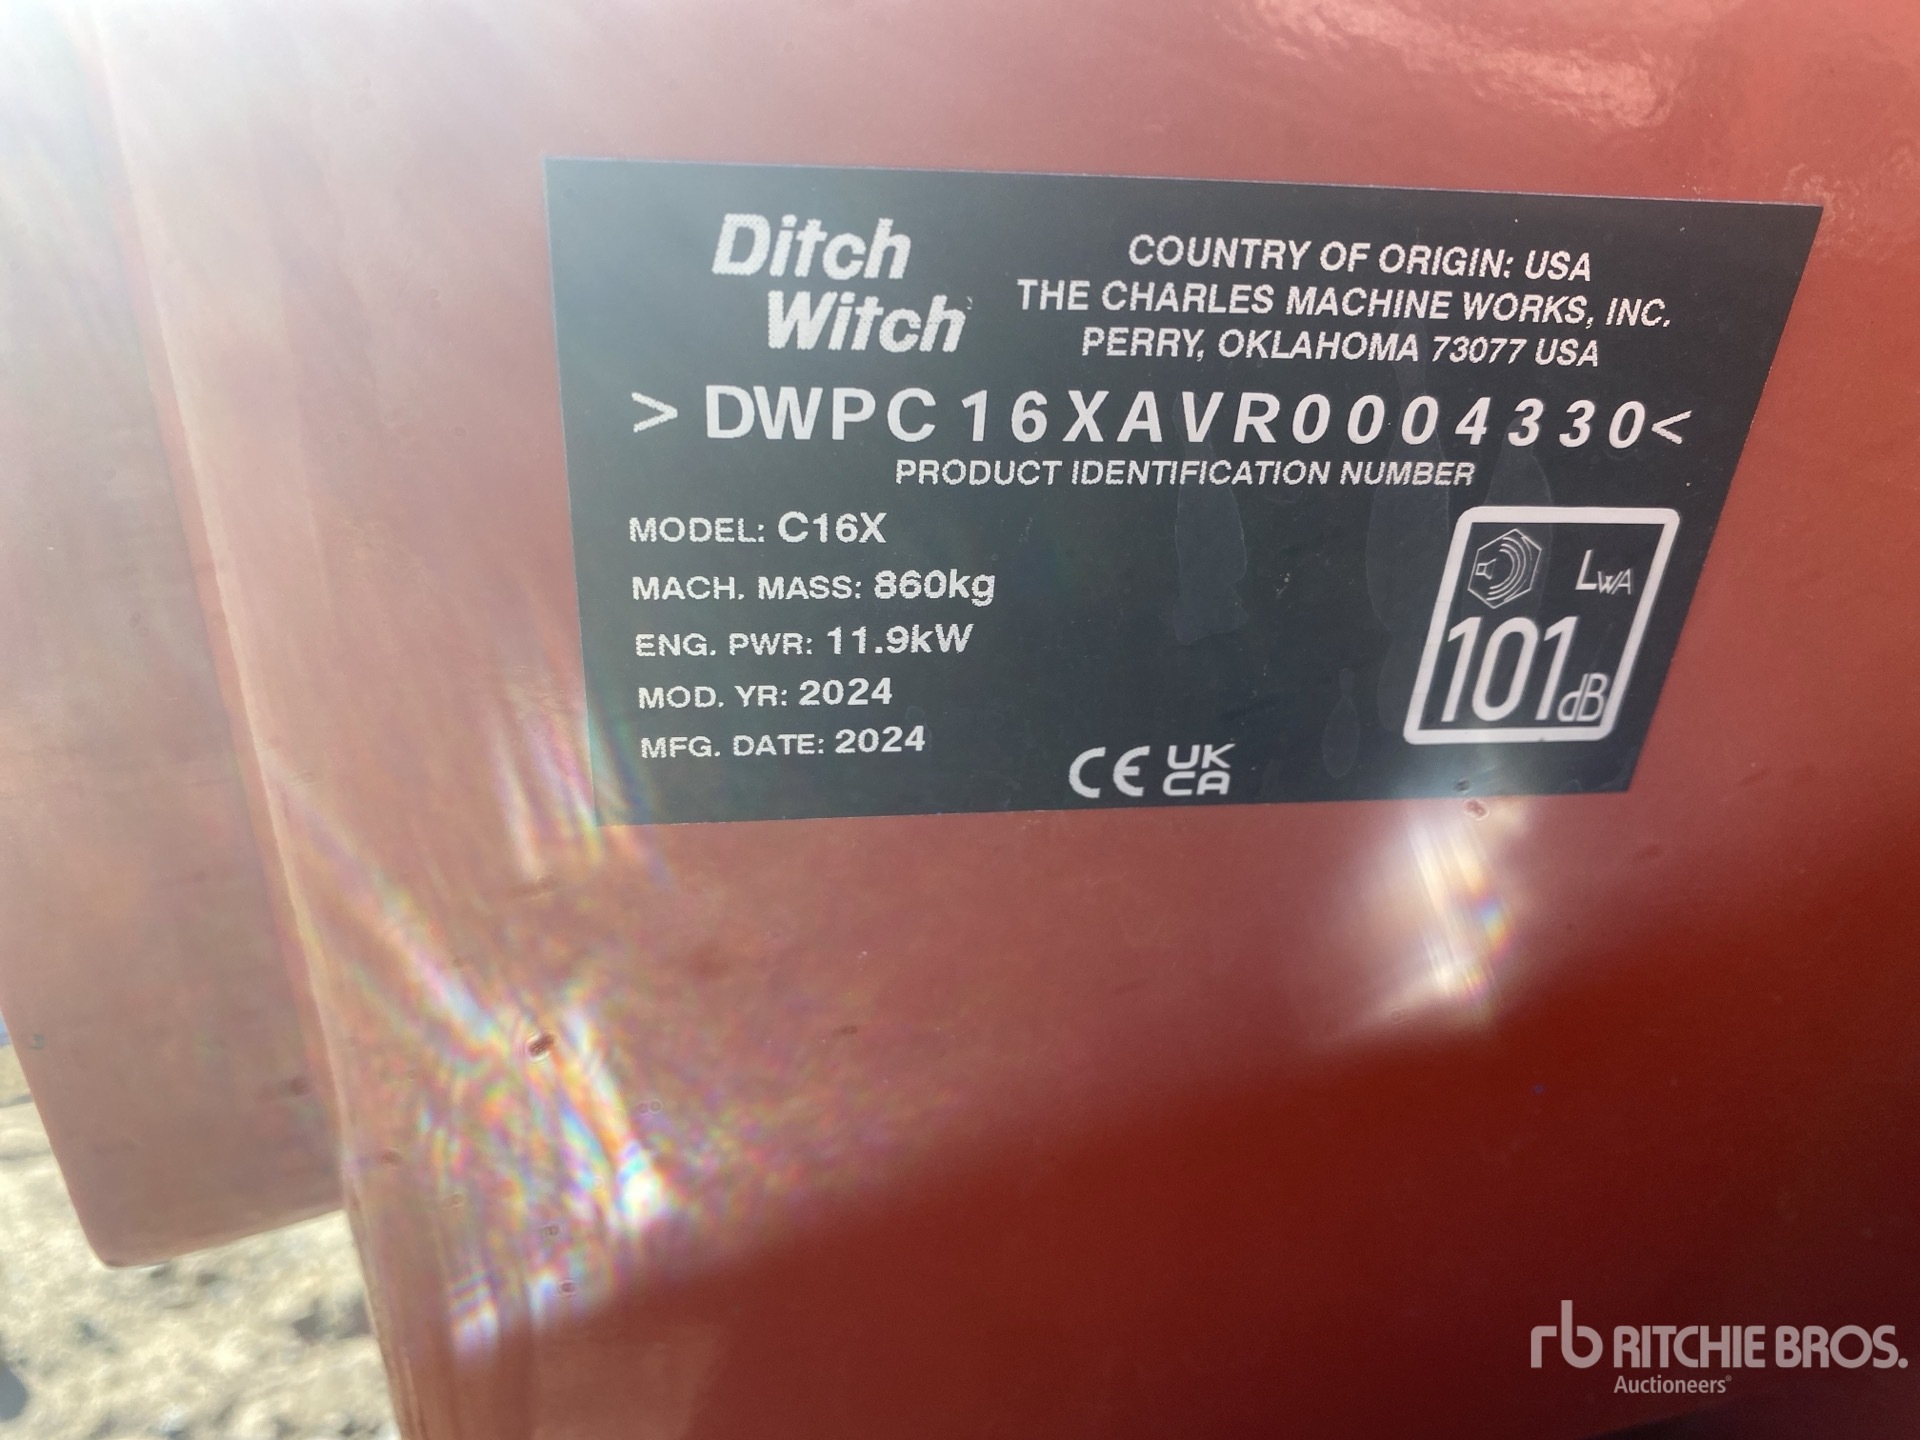 Ditch
Witch
COUNTRY OF ORIGIN: USA
THE CHARLES MACHINE WORKS, INC.
PERRY, OKLAHOMA 73077 USA
>DWPC16XAVR0004330<
PRODUCT IDENTIFICATION NUMBER
MODEL: C16X
MACH. MASS: 860kg
ENG. PWR: 11.9kW
MOD. YR: 2024
MFG. DATE: 2024
LWA
101dB
CE UK
CA
rb RITCHIE BROS.
Auctioneers®